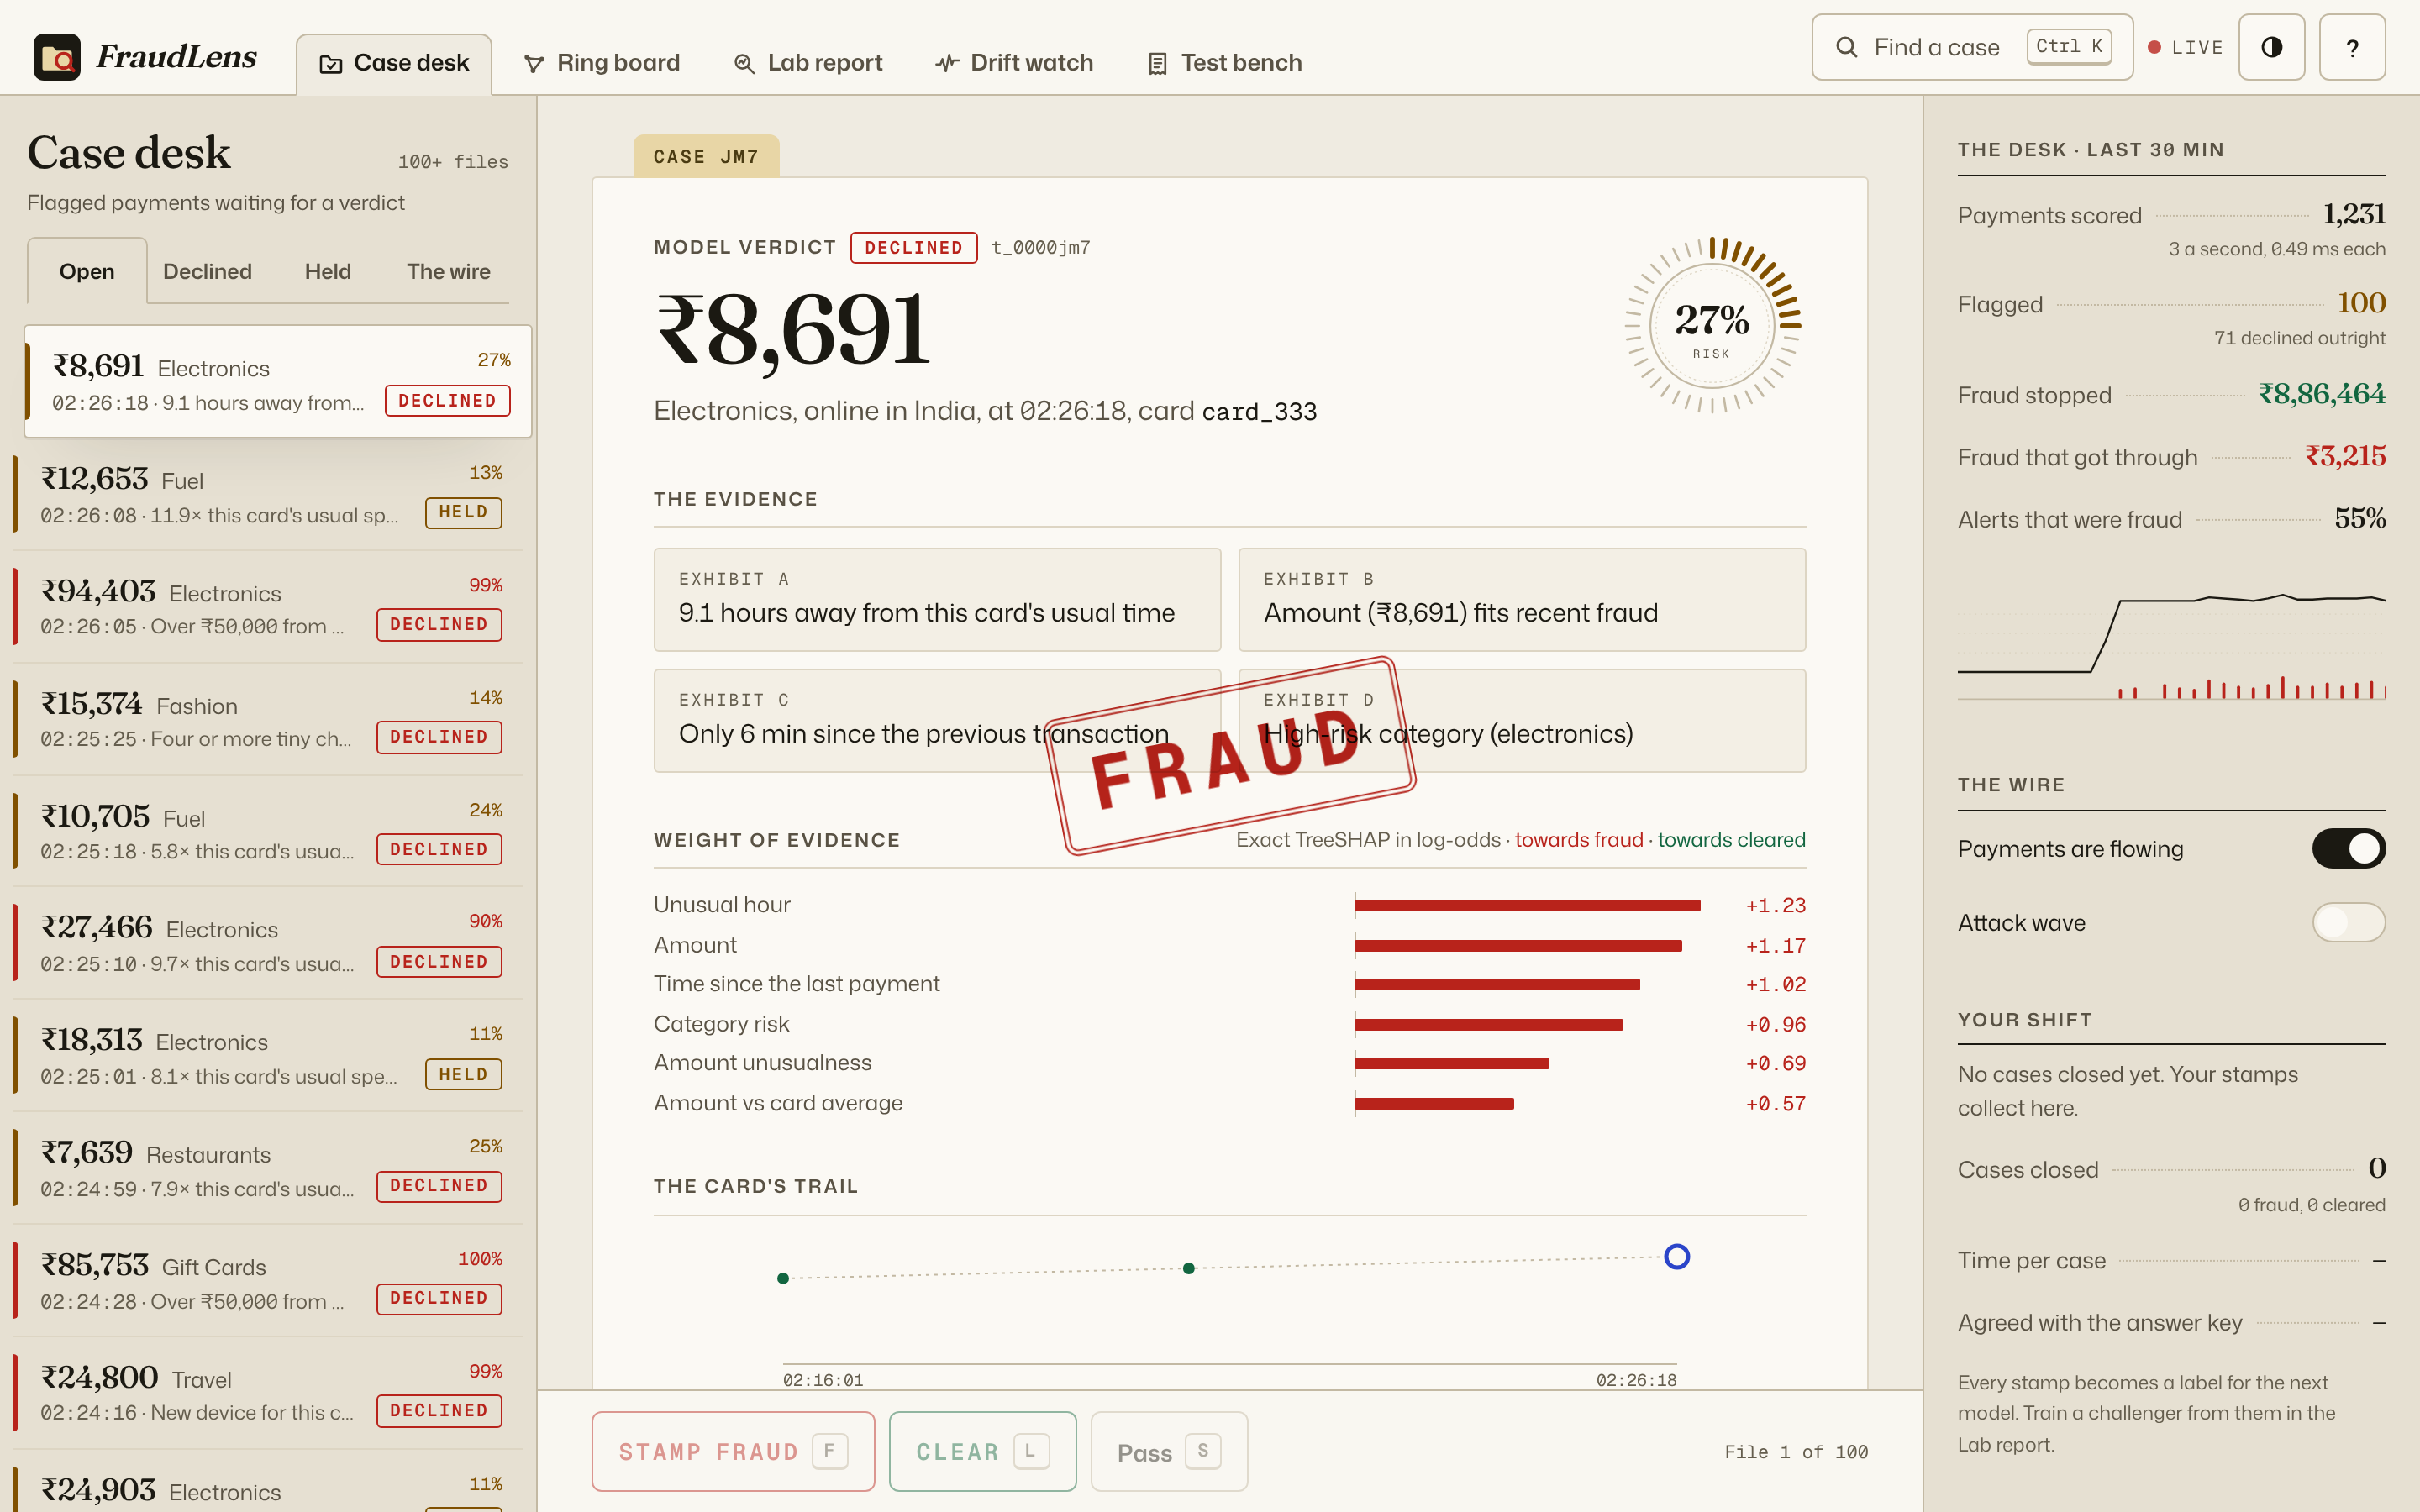 FraudLens
Case desk
Ring board
Lab report
Drift watch
Test bench
Find a case
Ctrl K
LIVE
?
Case desk
100+ files
Flagged payments waiting for a verdict
Open
Declined
Held
The wire
₹8,691 Electronics 27%
02:26:18 · 9.1 hours away from... DECLINED
₹12,653 Fuel 13%
02:26:08 · 11.9× this card's usual sp... HELD
₹94,403 Electronics 99%
02:26:05 · Over ₹50,000 from ... DECLINED
₹15,374 Fashion 14%
02:25:25 · Four or more tiny ch... DECLINED
₹10,705 Fuel 24%
02:25:18 · 5.8× this card's usua... DECLINED
₹27,466 Electronics 90%
02:25:10 · 9.7× this card's usua... DECLINED
₹18,313 Electronics 11%
02:25:01 · 8.1× this card's usual spe... HELD
₹7,639 Restaurants 25%
02:24:59 · 7.9× this card's usua... DECLINED
₹85,753 Gift Cards 100%
02:24:28 · Over ₹50,000 from ... DECLINED
₹24,800 Travel 99%
02:24:16 · New device for this c... DECLINED
₹24,903 Electronics 11%
CASE JM7
MODEL VERDICT DECLINED t_0000jm7
₹8,691
Electronics, online in India, at 02:26:18, card card_333
27%
RISK
THE EVIDENCE
EXHIBIT A
9.1 hours away from this card's usual time
EXHIBIT B
Amount (₹8,691) fits recent fraud
EXHIBIT C
Only 6 min since the previous transaction
EXHIBIT D
High-risk category (electronics)
FRAUD
WEIGHT OF EVIDENCE
Exact TreeSHAP in log-odds · towards fraud · towards cleared
Unusual hour +1.23
Amount +1.17
Time since the last payment +1.02
Category risk +0.96
Amount unusualness +0.69
Amount vs card average +0.57
THE CARD'S TRAIL
02:16:01
02:26:18
STAMP FRAUD F
CLEAR L
Pass S
File 1 of 100
THE DESK · LAST 30 MIN
Payments scored 1,231
3 a second, 0.49 ms each
Flagged 100
71 declined outright
Fraud stopped ₹8,86,464
Fraud that got through ₹3,215
Alerts that were fraud 55%
THE WIRE
Payments are flowing
Attack wave
YOUR SHIFT
No cases closed yet. Your stamps
collect here.
Cases closed 0
0 fraud, 0 cleared
Time per case –
Agreed with the answer key –
Every stamp becomes a label for the next
model. Train a challenger from them in the
Lab report.